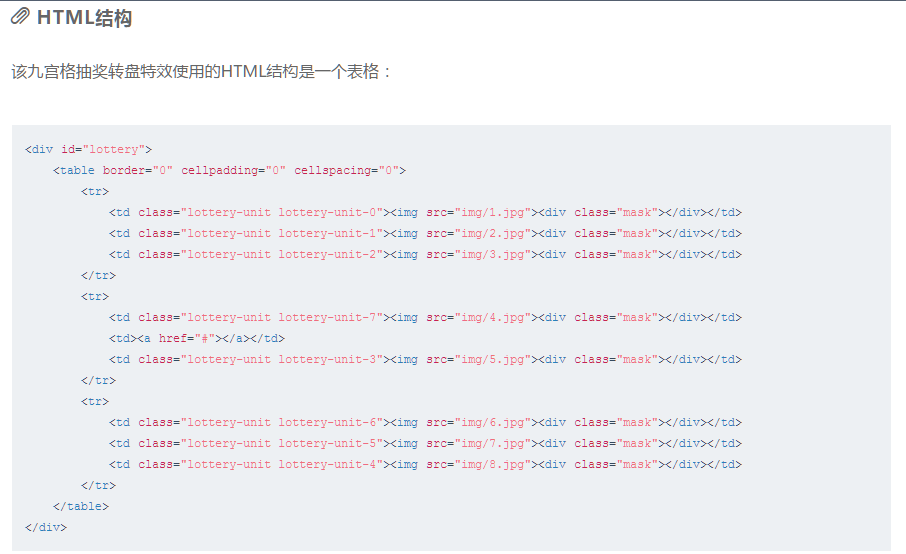 HTML结构
该九宫格抽奖转盘特效使用的HTML结构是一个表格：
<div id="lottery">
    <table border="0" cellpadding="0" cellspacing="0">
        <tr>
            <td class="lottery-unit lottery-unit-0"><img src="img/1.jpg"><div class="mask"></div></td>
            <td class="lottery-unit lottery-unit-1"><img src="img/2.jpg"><div class="mask"></div></td>
            <td class="lottery-unit lottery-unit-2"><img src="img/3.jpg"><div class="mask"></div></td>
        </tr>
        <tr>
            <td class="lottery-unit lottery-unit-7"><img src="img/4.jpg"><div class="mask"></div></td>
            <td><a href="#"></a></td>
            <td class="lottery-unit lottery-unit-3"><img src="img/5.jpg"><div class="mask"></div></td>
        </tr>
        <tr>
            <td class="lottery-unit lottery-unit-6"><img src="img/6.jpg"><div class="mask"></div></td>
            <td class="lottery-unit lottery-unit-5"><img src="img/7.jpg"><div class="mask"></div></td>
            <td class="lottery-unit lottery-unit-4"><img src="img/8.jpg"><div class="mask"></div></td>
        </tr>
    </table>
</div>